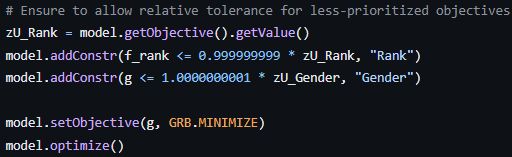 # Ensure to allow relative tolerance for less-prioritized objectives
zU_Rank = model.getObjective().getValue()
model.addConstr(f_rank <= 0.999999999 * zU_Rank, "Rank")
model.addConstr(g <= 1.0000000001 * zU_Gender, "Gender")
model.setObjective(g, GRB.MINIMIZE)
model.optimize()